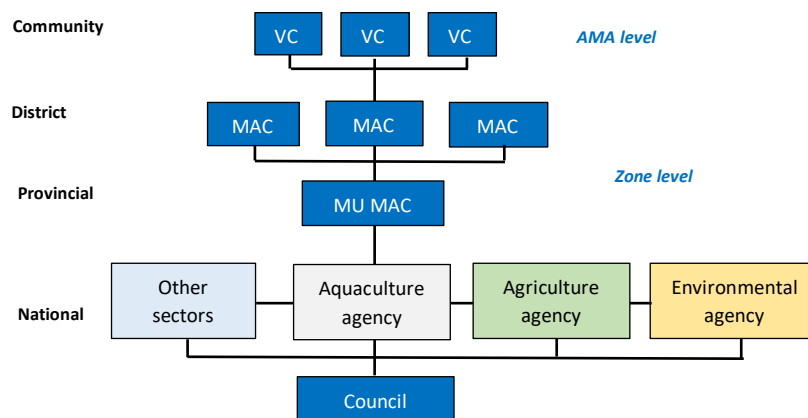 Community
VC
VC
VC
AMA level
District
MAC
MAC
MAC
Zone level
Provincial
MU MAC
National
Other
sectors
Aquaculture
agency
Agriculture
agency
Environmental
agency
Council